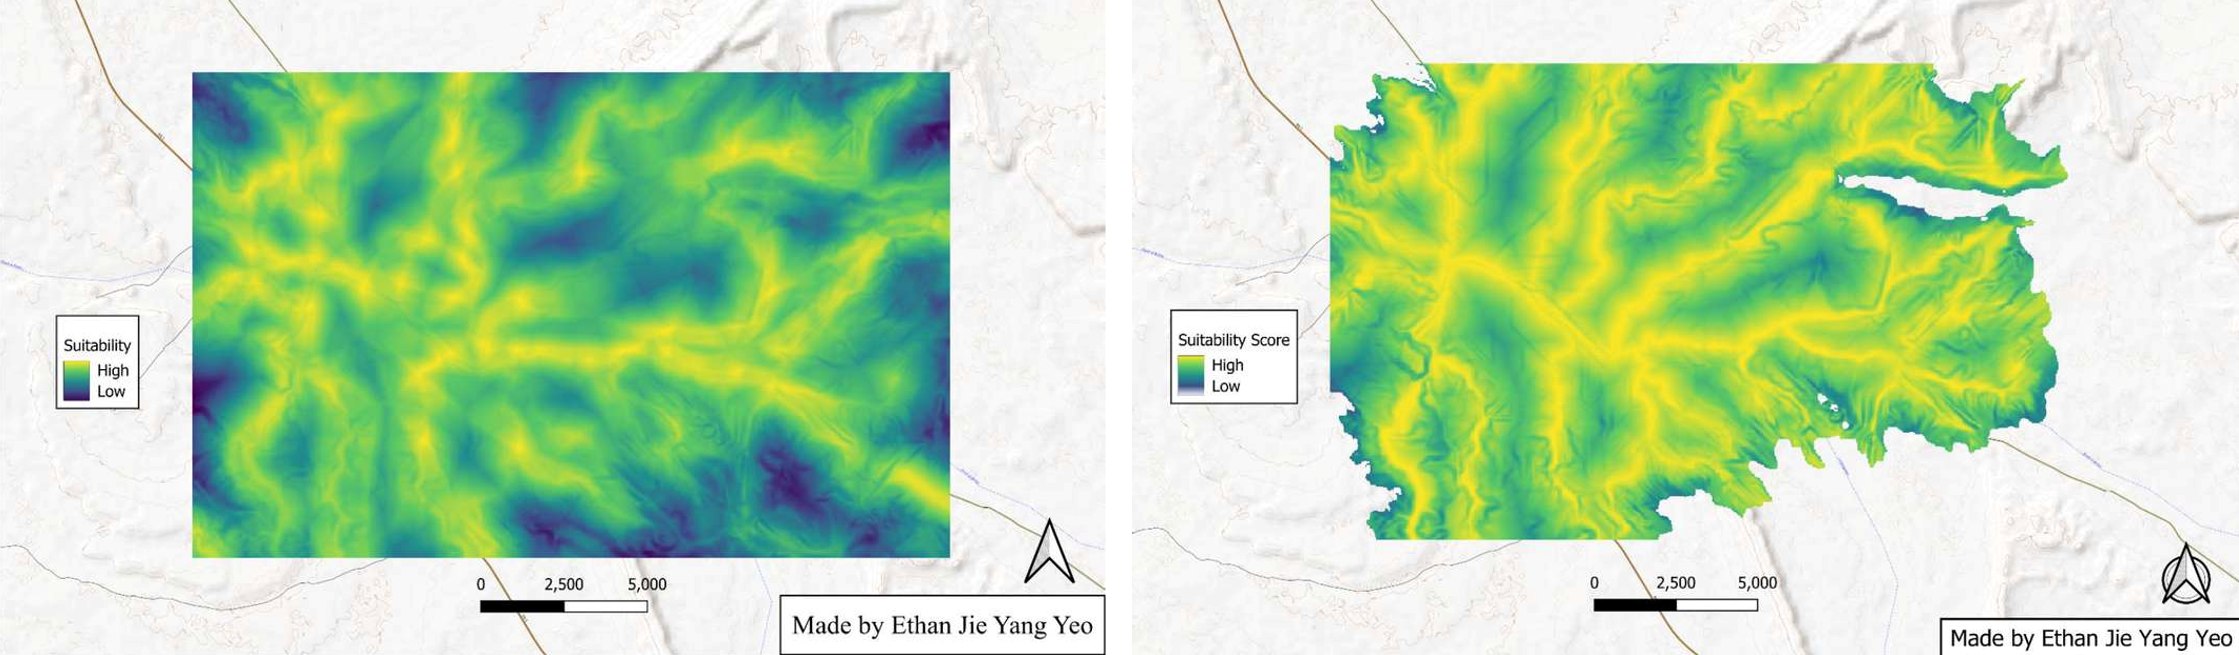 Suitability
High
Low
0 2,500 5,000
Made by Ethan Jie Yang Yeo
Suitability Score
High
Low
0 2,500 5,000
Made by Ethan Jie Yang Yeo